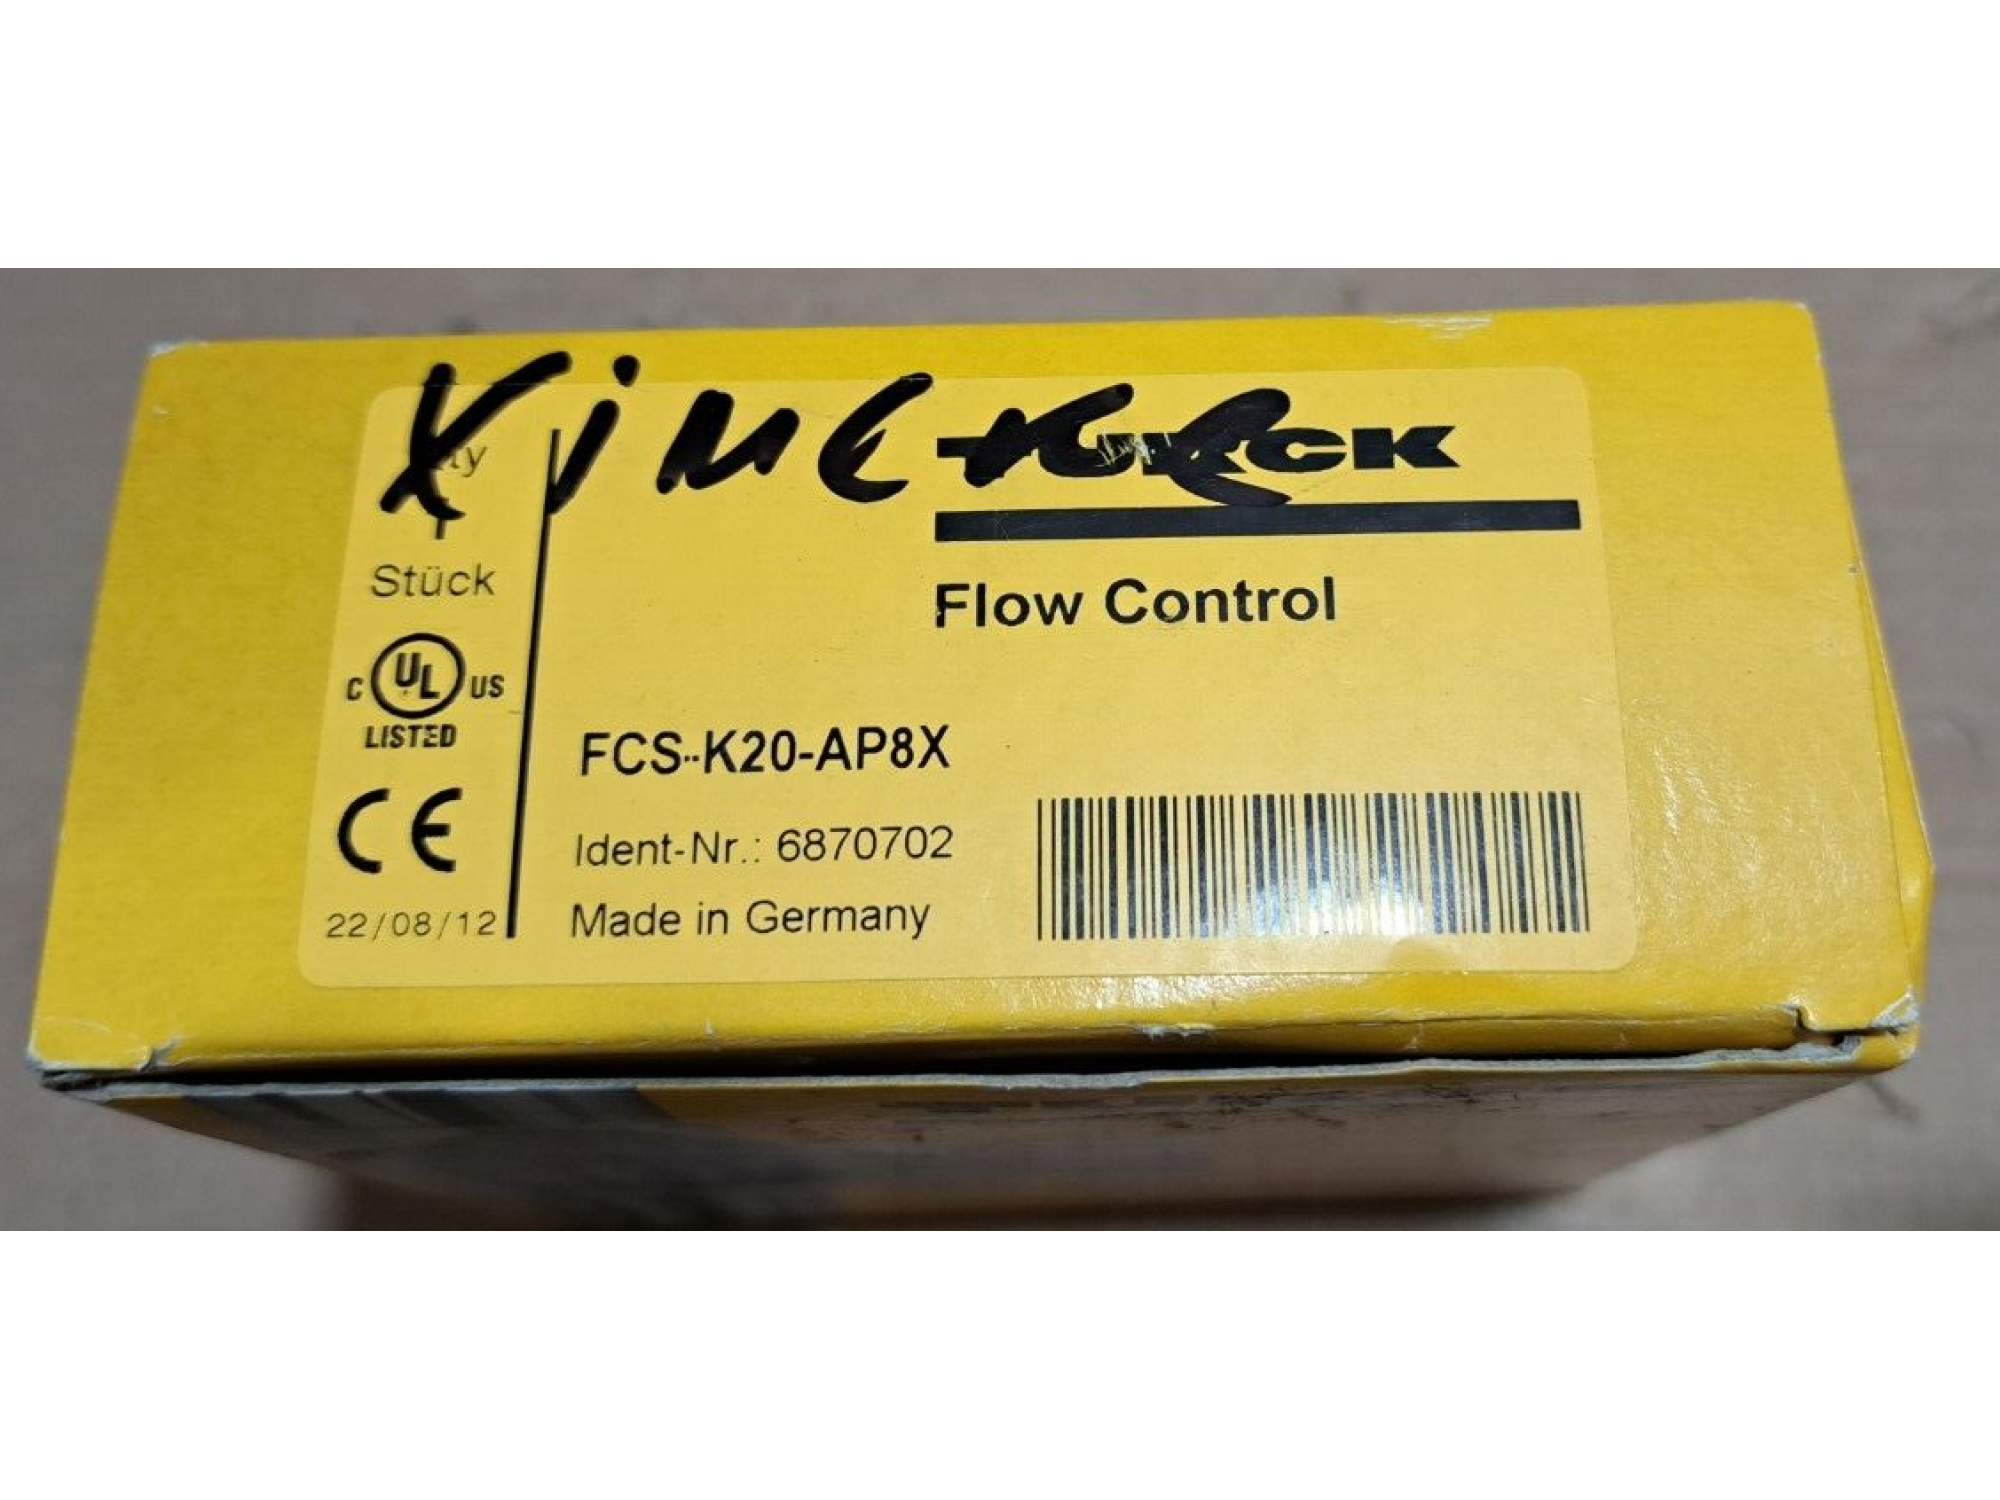 TURCK
Flow Control
Stück
C UL US
LISTED
CE
22/08/12
FCS-K20-AP8X
Ident-Nr.: 6870702
Made in Germany